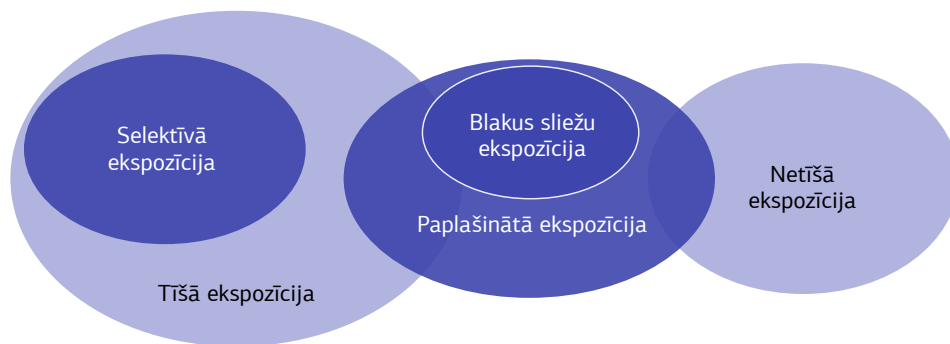 Selektīvā
ekspozīcija
Tīšā ekspozīcija
Blakus sliežu
ekspozīcija
Paplašinātā ekspozīcija
Netīšā
ekspozīcija